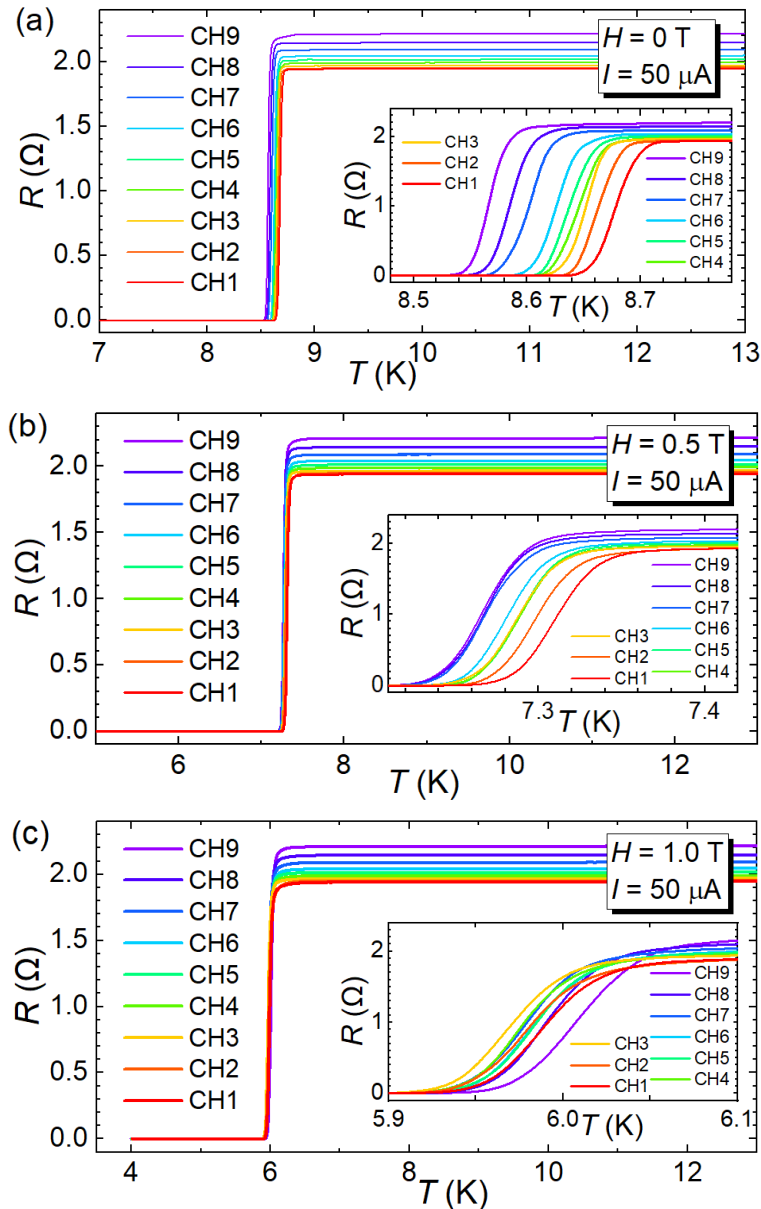 (a)
CH9
CH8
CH7
CH6
CH5
CH4
CH3
CH2
CH1
H = 0 T
I = 50 μA
R (Ω)
2.0
1.5
1.0
0.5
0.0
7 8 9 10 11 12 13
T (K)
R (Ω)
2
1
0
CH3
CH2
CH1
CH9
CH8
CH7
CH6
CH5
CH4
8.5 8.6 8.7
T (K)
(b)
CH9
CH8
CH7
CH6
CH5
CH4
CH3
CH2
CH1
H = 0.5 T
I = 50 μA
R (Ω)
2.0
1.5
1.0
0.5
0.0
6 8 10 12
T (K)
R (Ω)
2
1
0
CH3
CH2
CH1
CH9
CH8
CH7
CH6
CH5
CH4
7.3 7.4
T (K)
(c)
CH9
CH8
CH7
CH6
CH5
CH4
CH3
CH2
CH1
H = 1.0 T
I = 50 μA
R (Ω)
2.0
1.5
1.0
0.5
0.0
4 6 8 10 12
T (K)
R (Ω)
2
1
0
CH3
CH2
CH1
CH9
CH8
CH7
CH6
CH5
CH4
5.9 6.0 6.1
T (K)